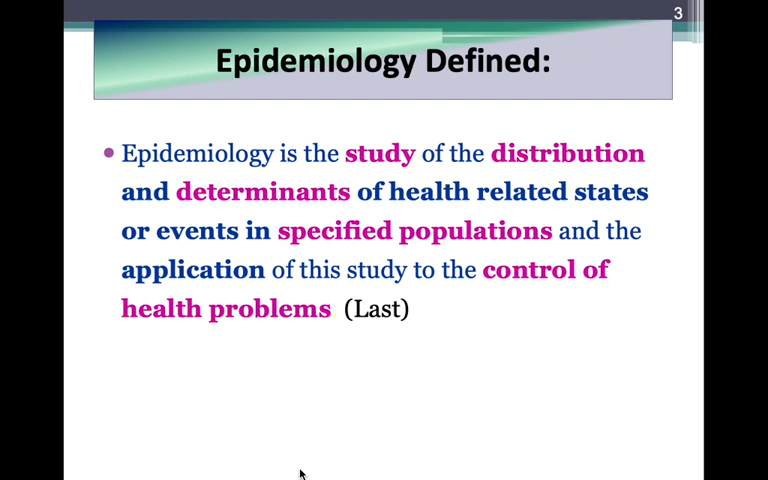 3
Epidemiology Defined:
• Epidemiology is the study of the distribution
and determinants of health related states
or events in specified populations and the
application of this study to the control of
health problems (Last)